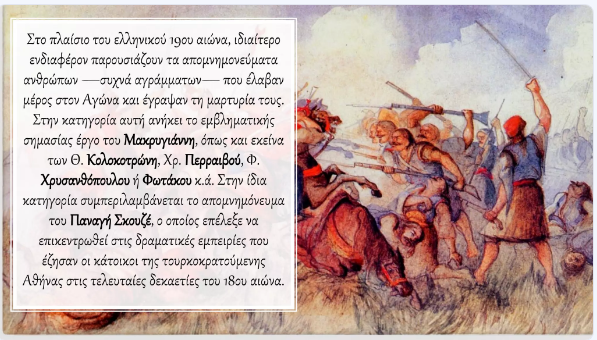 Στο πλαίσιο του ελληνικού 19ου αιώνα, ιδιαίτερο
ενδιαφέρον παρουσιάζουν τα απομνημονεύματα
ανθρώπων —συχνά αγράμματων— που έλαβαν
μέρος στον Αγώνα και έγραψαν τη μαρτυρία τους.
Στην κατηγορία αυτή ανήκει το εμβληματικής
σημασίας έργο του Μακρυγιάννη, όπως και εκείνα
των Θ. Κολοκοτρώνη, Χρ. Περραιβού, Φ.
Χρυσανθόπουλου ή Φωτάκου κ.ά. Στην ίδια
κατηγορία συμπεριλαμβάνεται το απομνημόνευμα
του Παναγή Σκουζέ, ο οποίος επέλεξε να
επικεντρωθεί στις δραματικές εμπειρίες που
έζησαν οι κάτοικοι της τουρκοκρατούμενης
Αθήνας στις τελευταίες δεκαετίες του 18ου αιώνα.